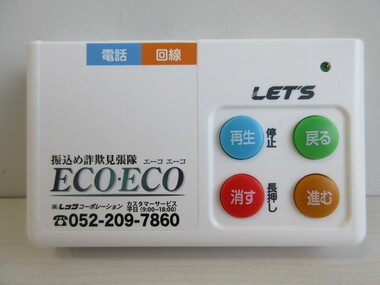 電話 回線
LET'S
再生 停止 戻る
消す 長押し 進む
振込め詐欺見張隊 エーコ エーコ
ECO·ECO
㈱レッツコーポレーション カスタマーサービス
平日(9:00~18:00)
☎052-209-7860